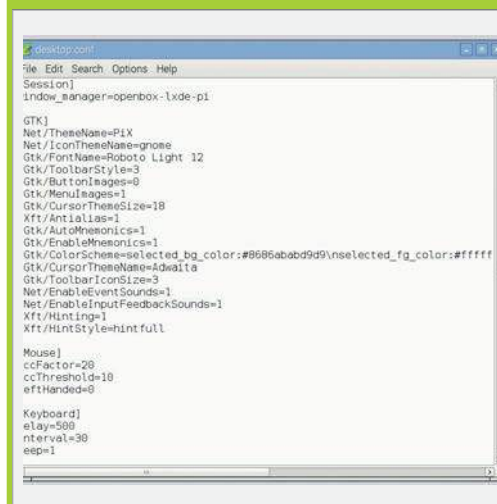 desktop.conf
File Edit Search Options Help
Session]
indow_manager=openbox-lxde-pi
GTK]
Net/ThemeName=PiX
Net/IconThemeName=gnome
Gtk/FontName=Roboto Light 12
Gtk/ToolbarStyle=3
Gtk/ButtonImages=0
Gtk/MenuImages=1
Gtk/CursorThemeSize=18
Xft/Antialias=1
Gtk/AutoMnemonics=1
Gtk/EnableMnemonics=1
Gtk/ColorScheme=selected_bg_color:#8686ababd9d9\nselected_fg_color:#fffff
Gtk/CursorThemeName=Adwaita
Gtk/ToolbarIconSize=3
Net/EnableEventSounds=1
Net/EnableInputFeedbackSounds=1
Xft/Hinting=1
Xft/HintStyle=hintfull
Mouse]
ccFactor=20
ccThreshold=10
eftHanded=0
Keyboard]
elay=500
nterval=30
eep=1